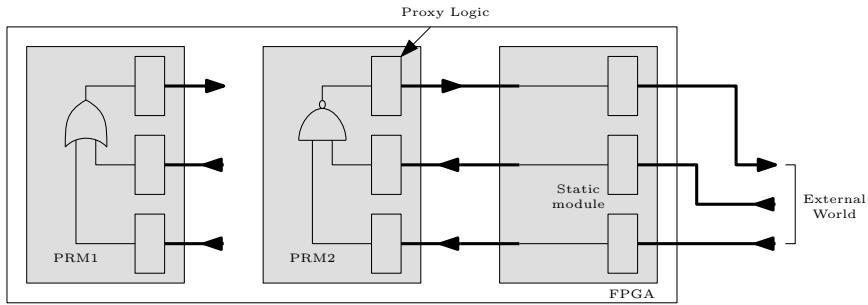 Proxy Logic
PRM1
PRM2
Static
module
External
World
FPGA